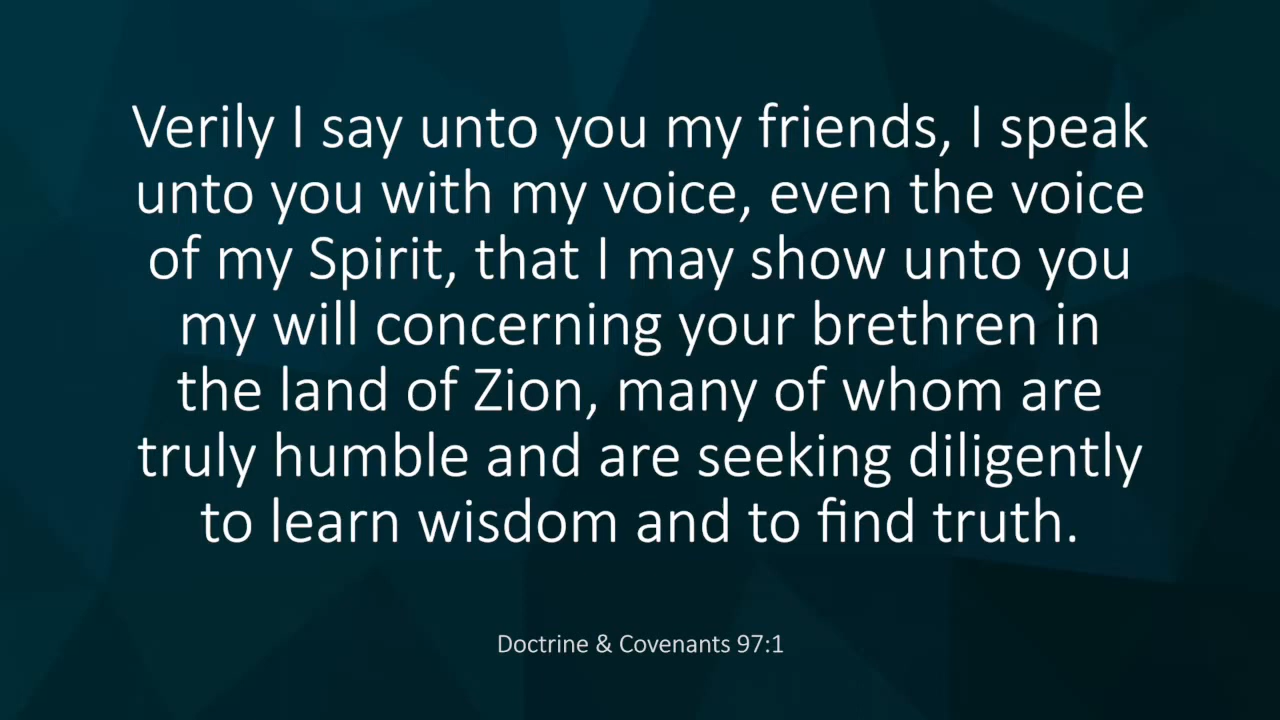 Verily I say unto you my friends, I speak
unto you with my voice, even the voice
of my Spirit, that I may show unto you
my will concerning your brethren in
the land of Zion, many of whom are
truly humble and are seeking diligently
to learn wisdom and to find truth.
Doctrine & Covenants 97:1